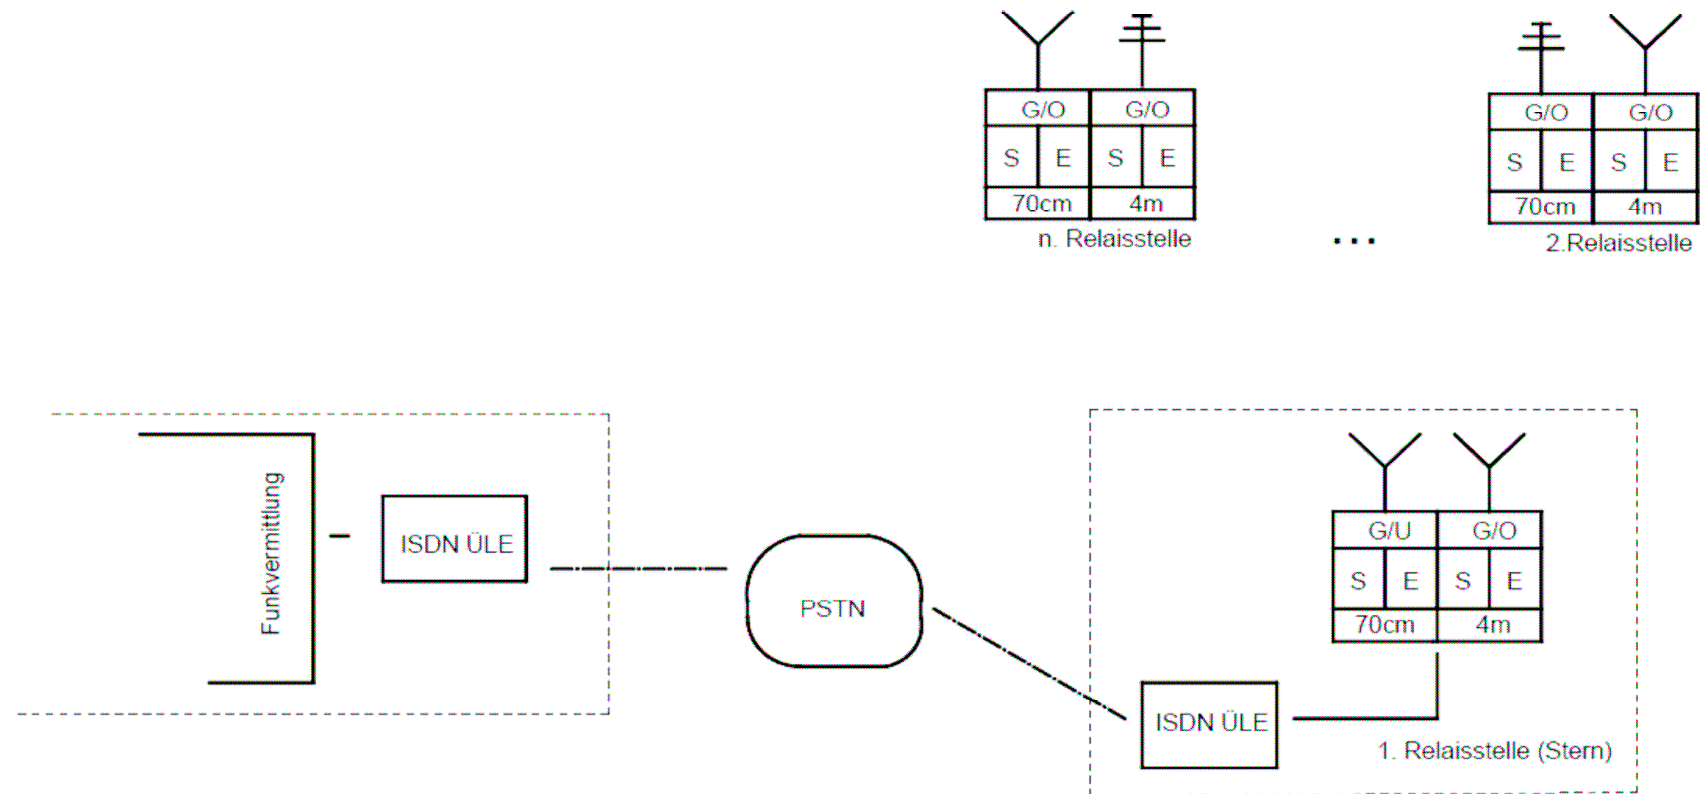 G/O G/O
S E S E
70cm 4m
n. Relaisstelle
...
G/O G/O
S E S E
70cm 4m
2.Relaisstelle
Funkvermittlung
ISDN ÜLE
PSTN
G/U G/O
S E S E
70cm 4m
ISDN ÜLE
1. Relaisstelle (Stern)